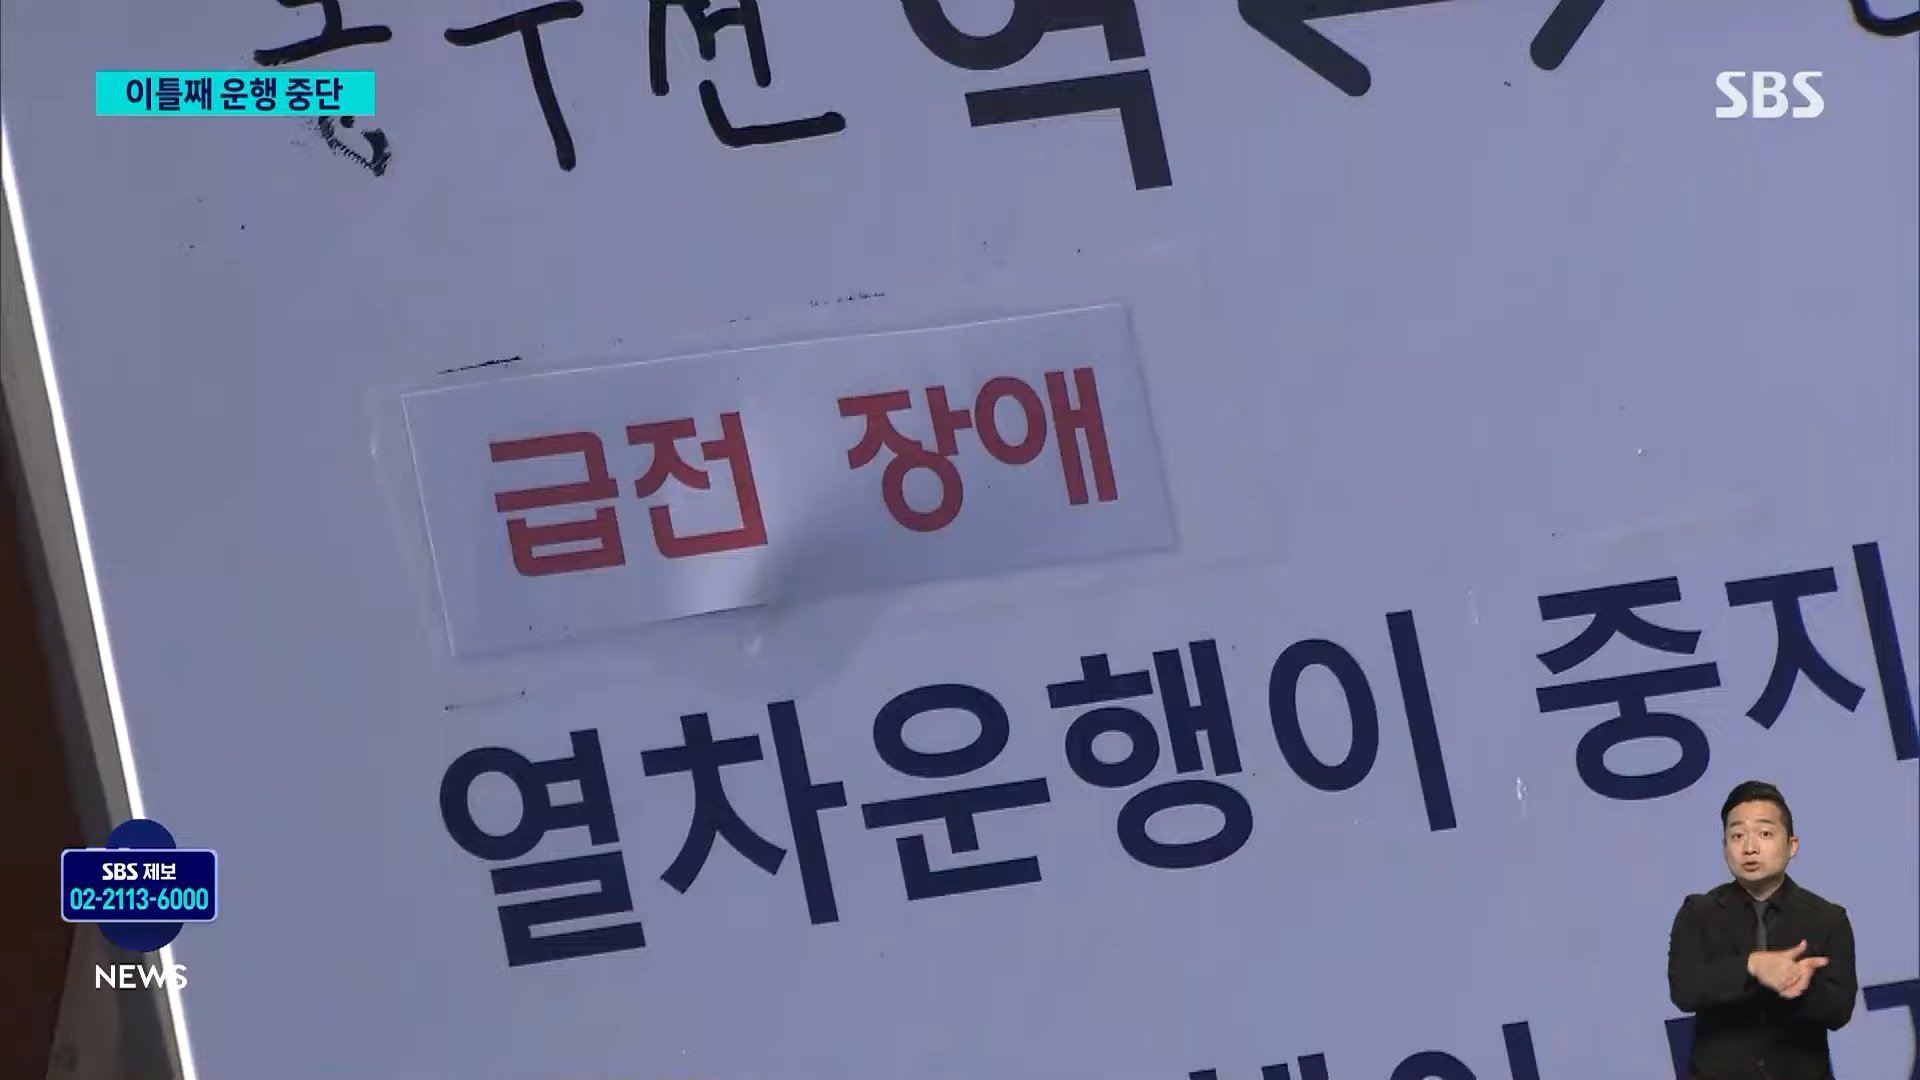 이틀째 운행 중단
SBS
역
급전 장애
열차운행이 중지
SBS 제보
02-2113-6000
NEWS